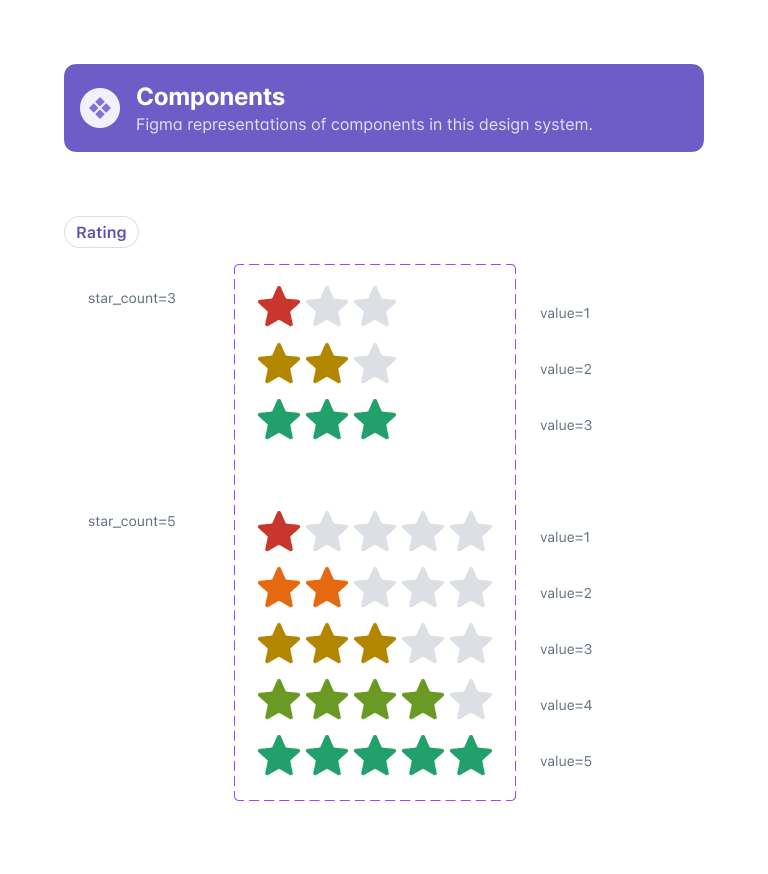 Components
Figma representations of components in this design system.
Rating
star_count=3
value=1
value=2
value=3
star_count=5
value=1
value=2
value=3
value=4
value=5